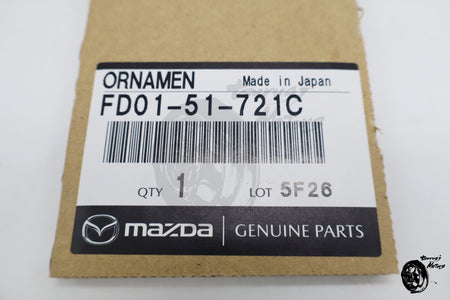 ORNAMEN Made in Japan
FD01-51-721C
QTY 1 LOT 5F26
mazda GENUINE PARTS